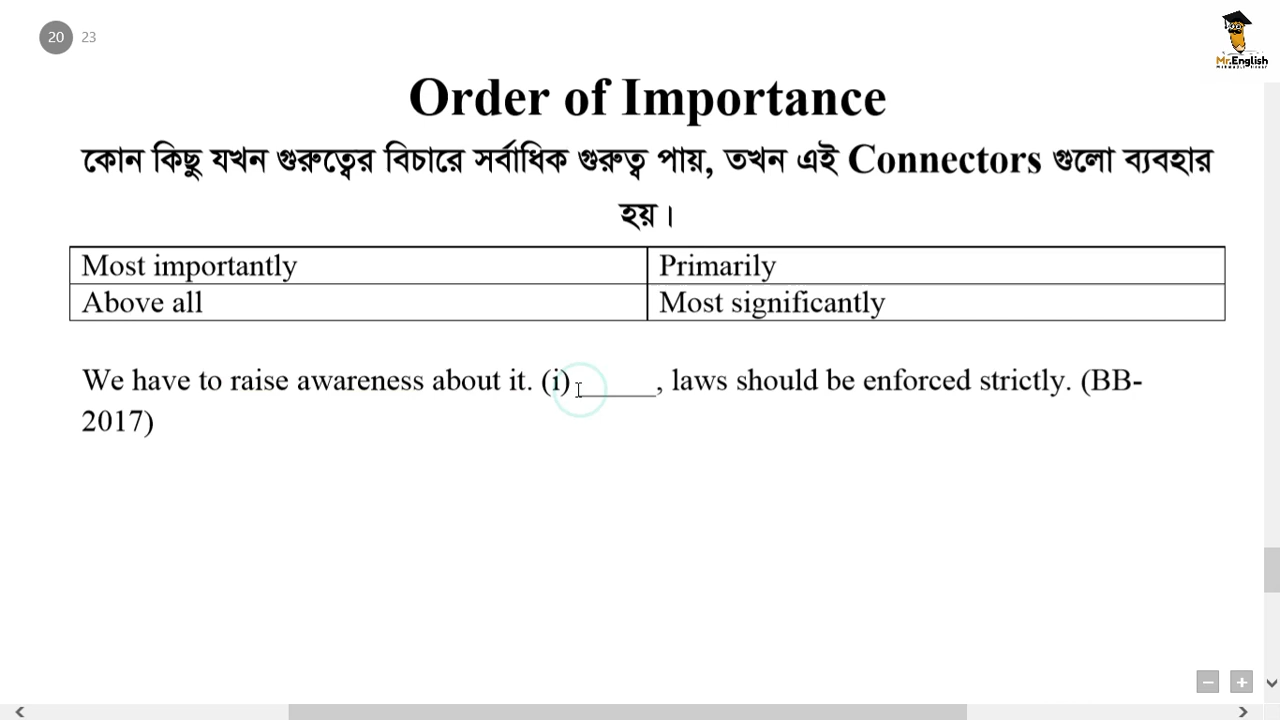 20 23
Mr.English
Order of Importance
কোন কিছু যখন গুরুত্বের বিচারে সর্বাধিক গুরুত্ব পায়, তখন এই Connectors গুলো ব্যবহার
হয়।
Most importantly Primarily
Above all Most significantly
We have to raise awareness about it. (i) ______, laws should be enforced strictly. (BB-
2017)